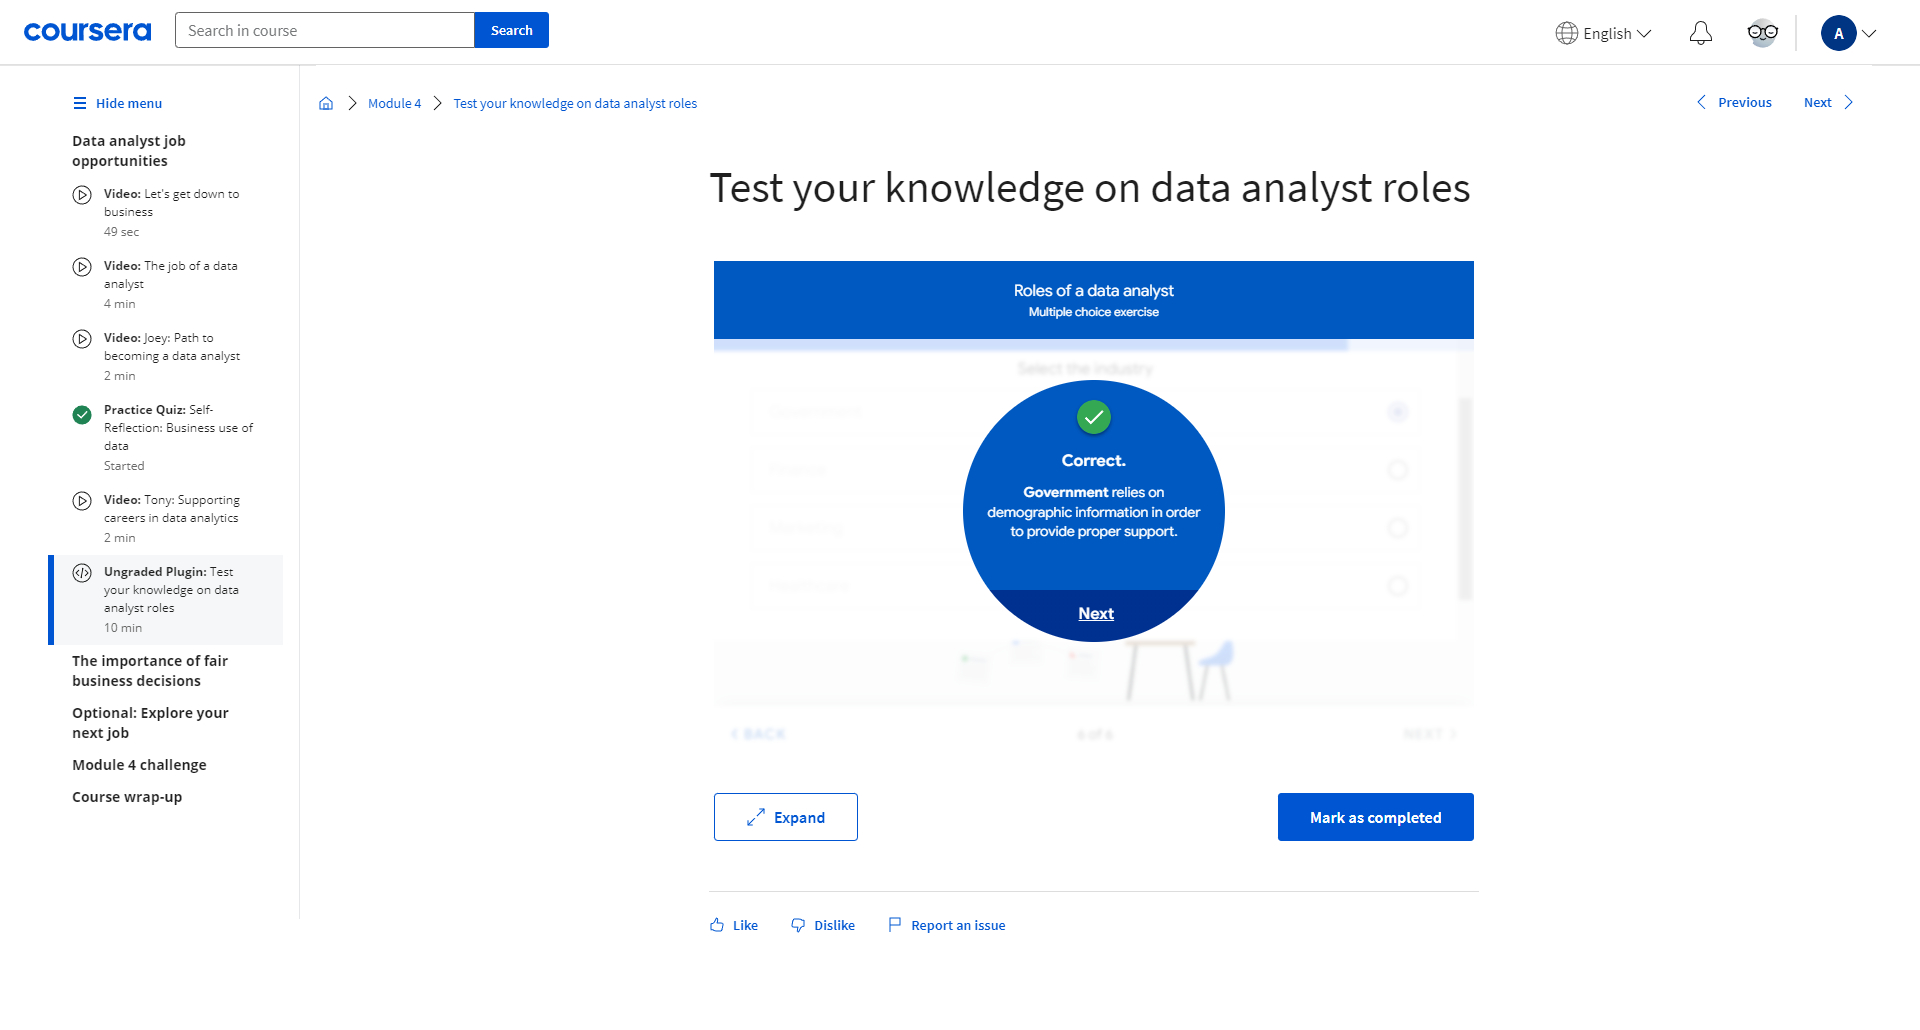 coursera
Search in course
Search
English
A
Hide menu
Module 4
Test your knowledge on data analyst roles
Previous
Next
Data analyst job
opportunities
Video: Let's get down to
business
49 sec
Video: The job of a data
analyst
4 min
Video: Joey: Path to
becoming a data analyst
2 min
Practice Quiz: Self-
Reflection: Business use of
data
Started
Video: Tony: Supporting
careers in data analytics
2 min
Ungraded Plugin: Test
your knowledge on data
analyst roles
10 min
The importance of fair
business decisions
Optional: Explore your
next job
Module 4 challenge
Course wrap-up
Test your knowledge on data analyst roles
Roles of a data analyst
Multiple choice exercise
Select the industry
Correct.
Government relies on
demographic information in order
to provide proper support.
Next
BACK
6 of 6
NEXT
Expand
Mark as completed
Like
Dislike
Report an issue